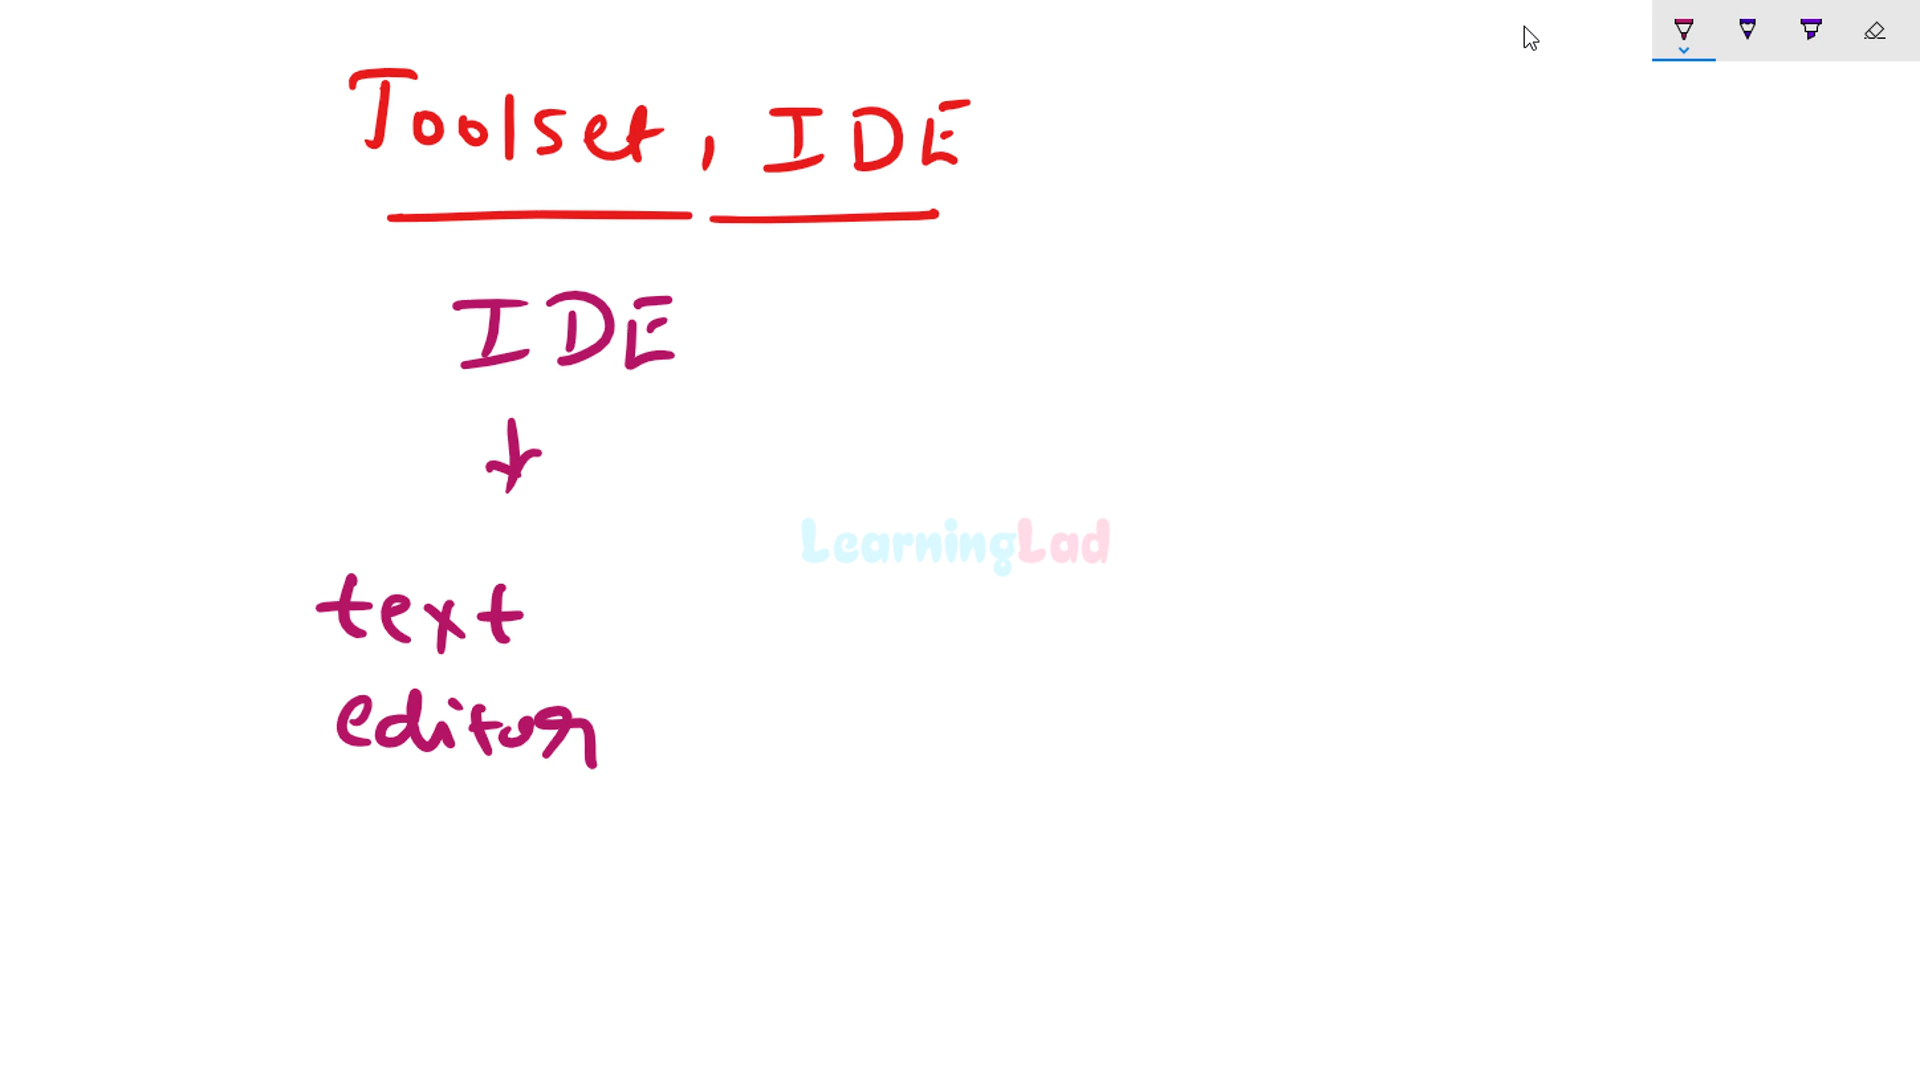 Toolset, IDE
IDE
text
editor
LearningLad